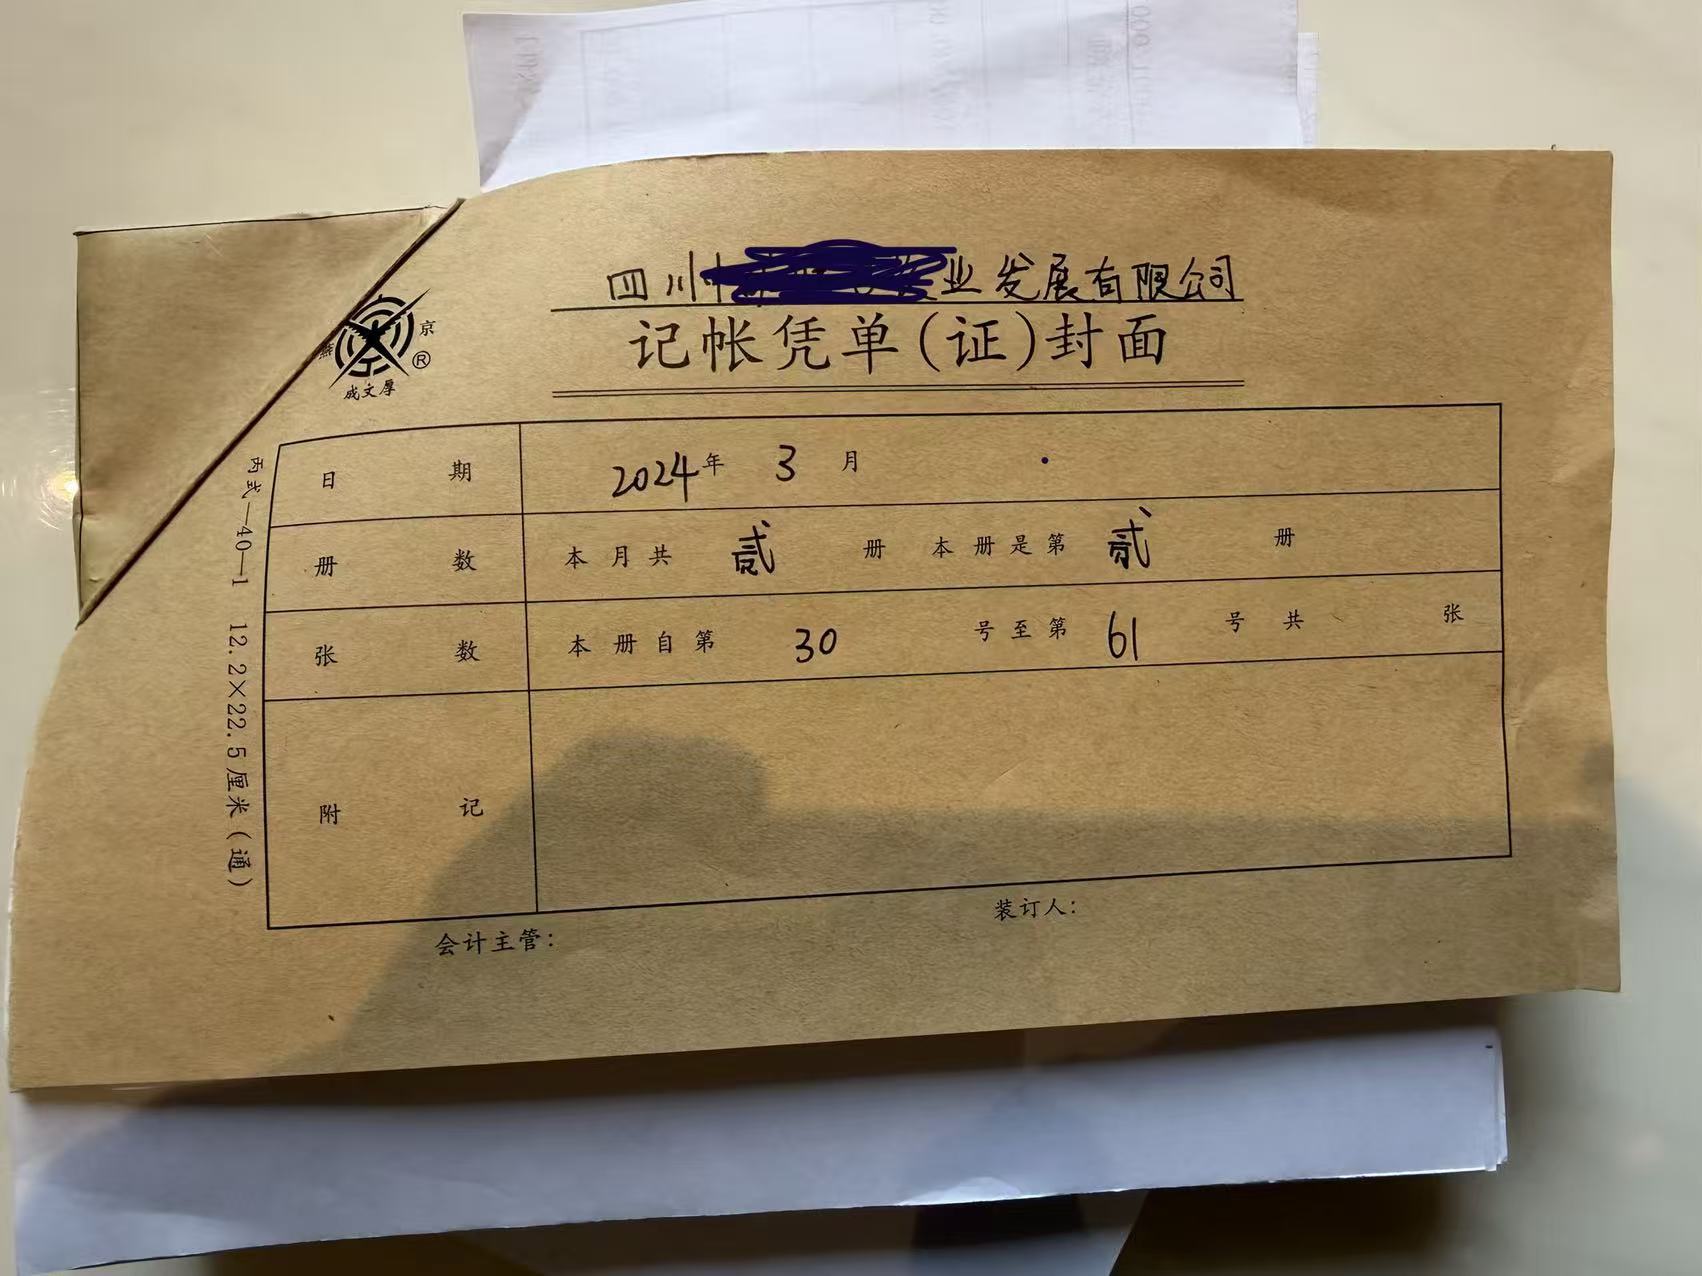 四川 业发展有限公司
记帐凭单(证)封面
燕京
®
成文厚
日期 2024年 3月
册数 本月共 贰 册 本册是第 贰 册
张数 本册自第 30 号至第 61 号 共 张
附记
会计主管: 装订人:
丙式—40—1 12.2×22.5厘米(通)